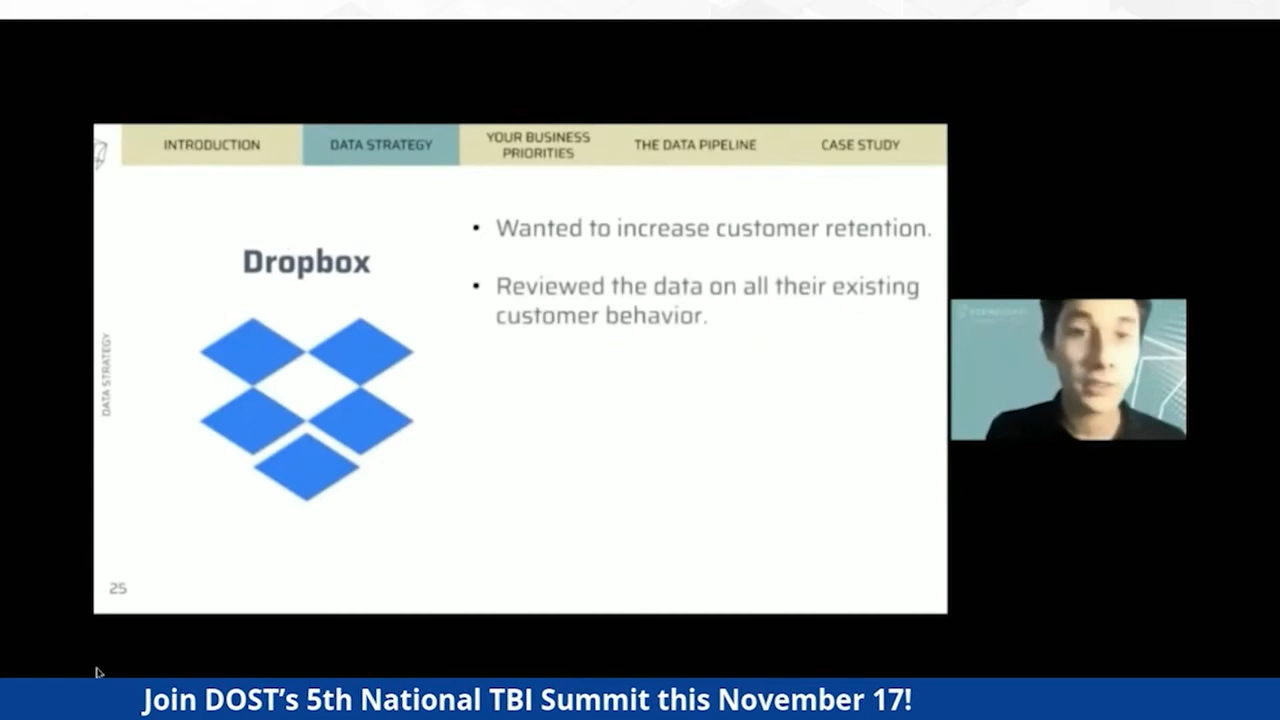 INTRODUCTION
DATA STRATEGY
YOUR BUSINESS
PRIORITIES
THE DATA PIPELINE
CASE STUDY
Dropbox
• Wanted to increase customer retention.
• Reviewed the data on all their existing
customer behavior.
DATA STRATEGY
25
Join DOST’s 5th National TBI Summit this November 17!